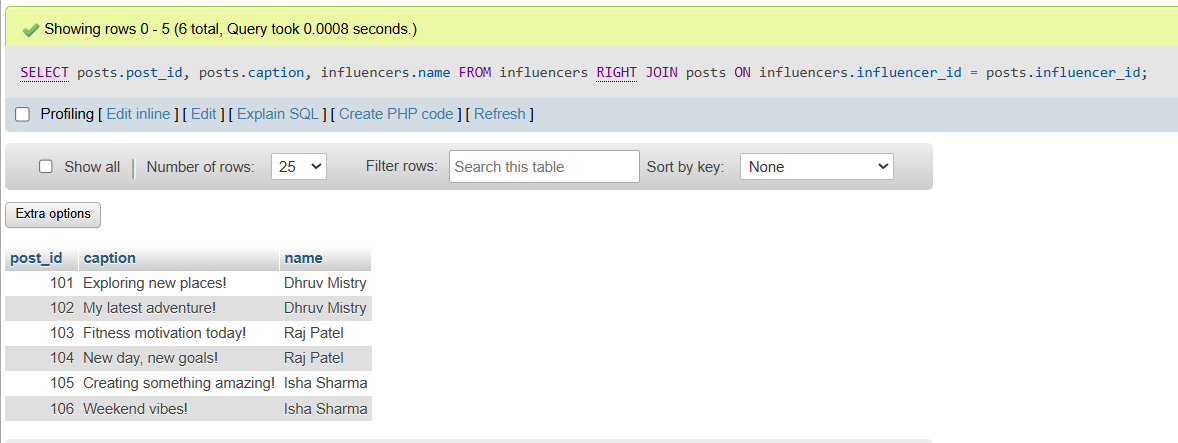 Showing rows 0 - 5 (6 total, Query took 0.0008 seconds.)
SELECT posts.post_id, posts.caption, influencers.name FROM influencers RIGHT JOIN posts ON influencers.influencer_id = posts.influencer_id;
Profiling [ Edit inline ] [ Edit ] [ Explain SQL ] [ Create PHP code ] [ Refresh ]
Show all Number of rows: 25 Filter rows: Search this table Sort by key: None
Extra options
post_id caption name
101 Exploring new places! Dhruv Mistry
102 My latest adventure! Dhruv Mistry
103 Fitness motivation today! Raj Patel
104 New day, new goals! Raj Patel
105 Creating something amazing! Isha Sharma
106 Weekend vibes! Isha Sharma